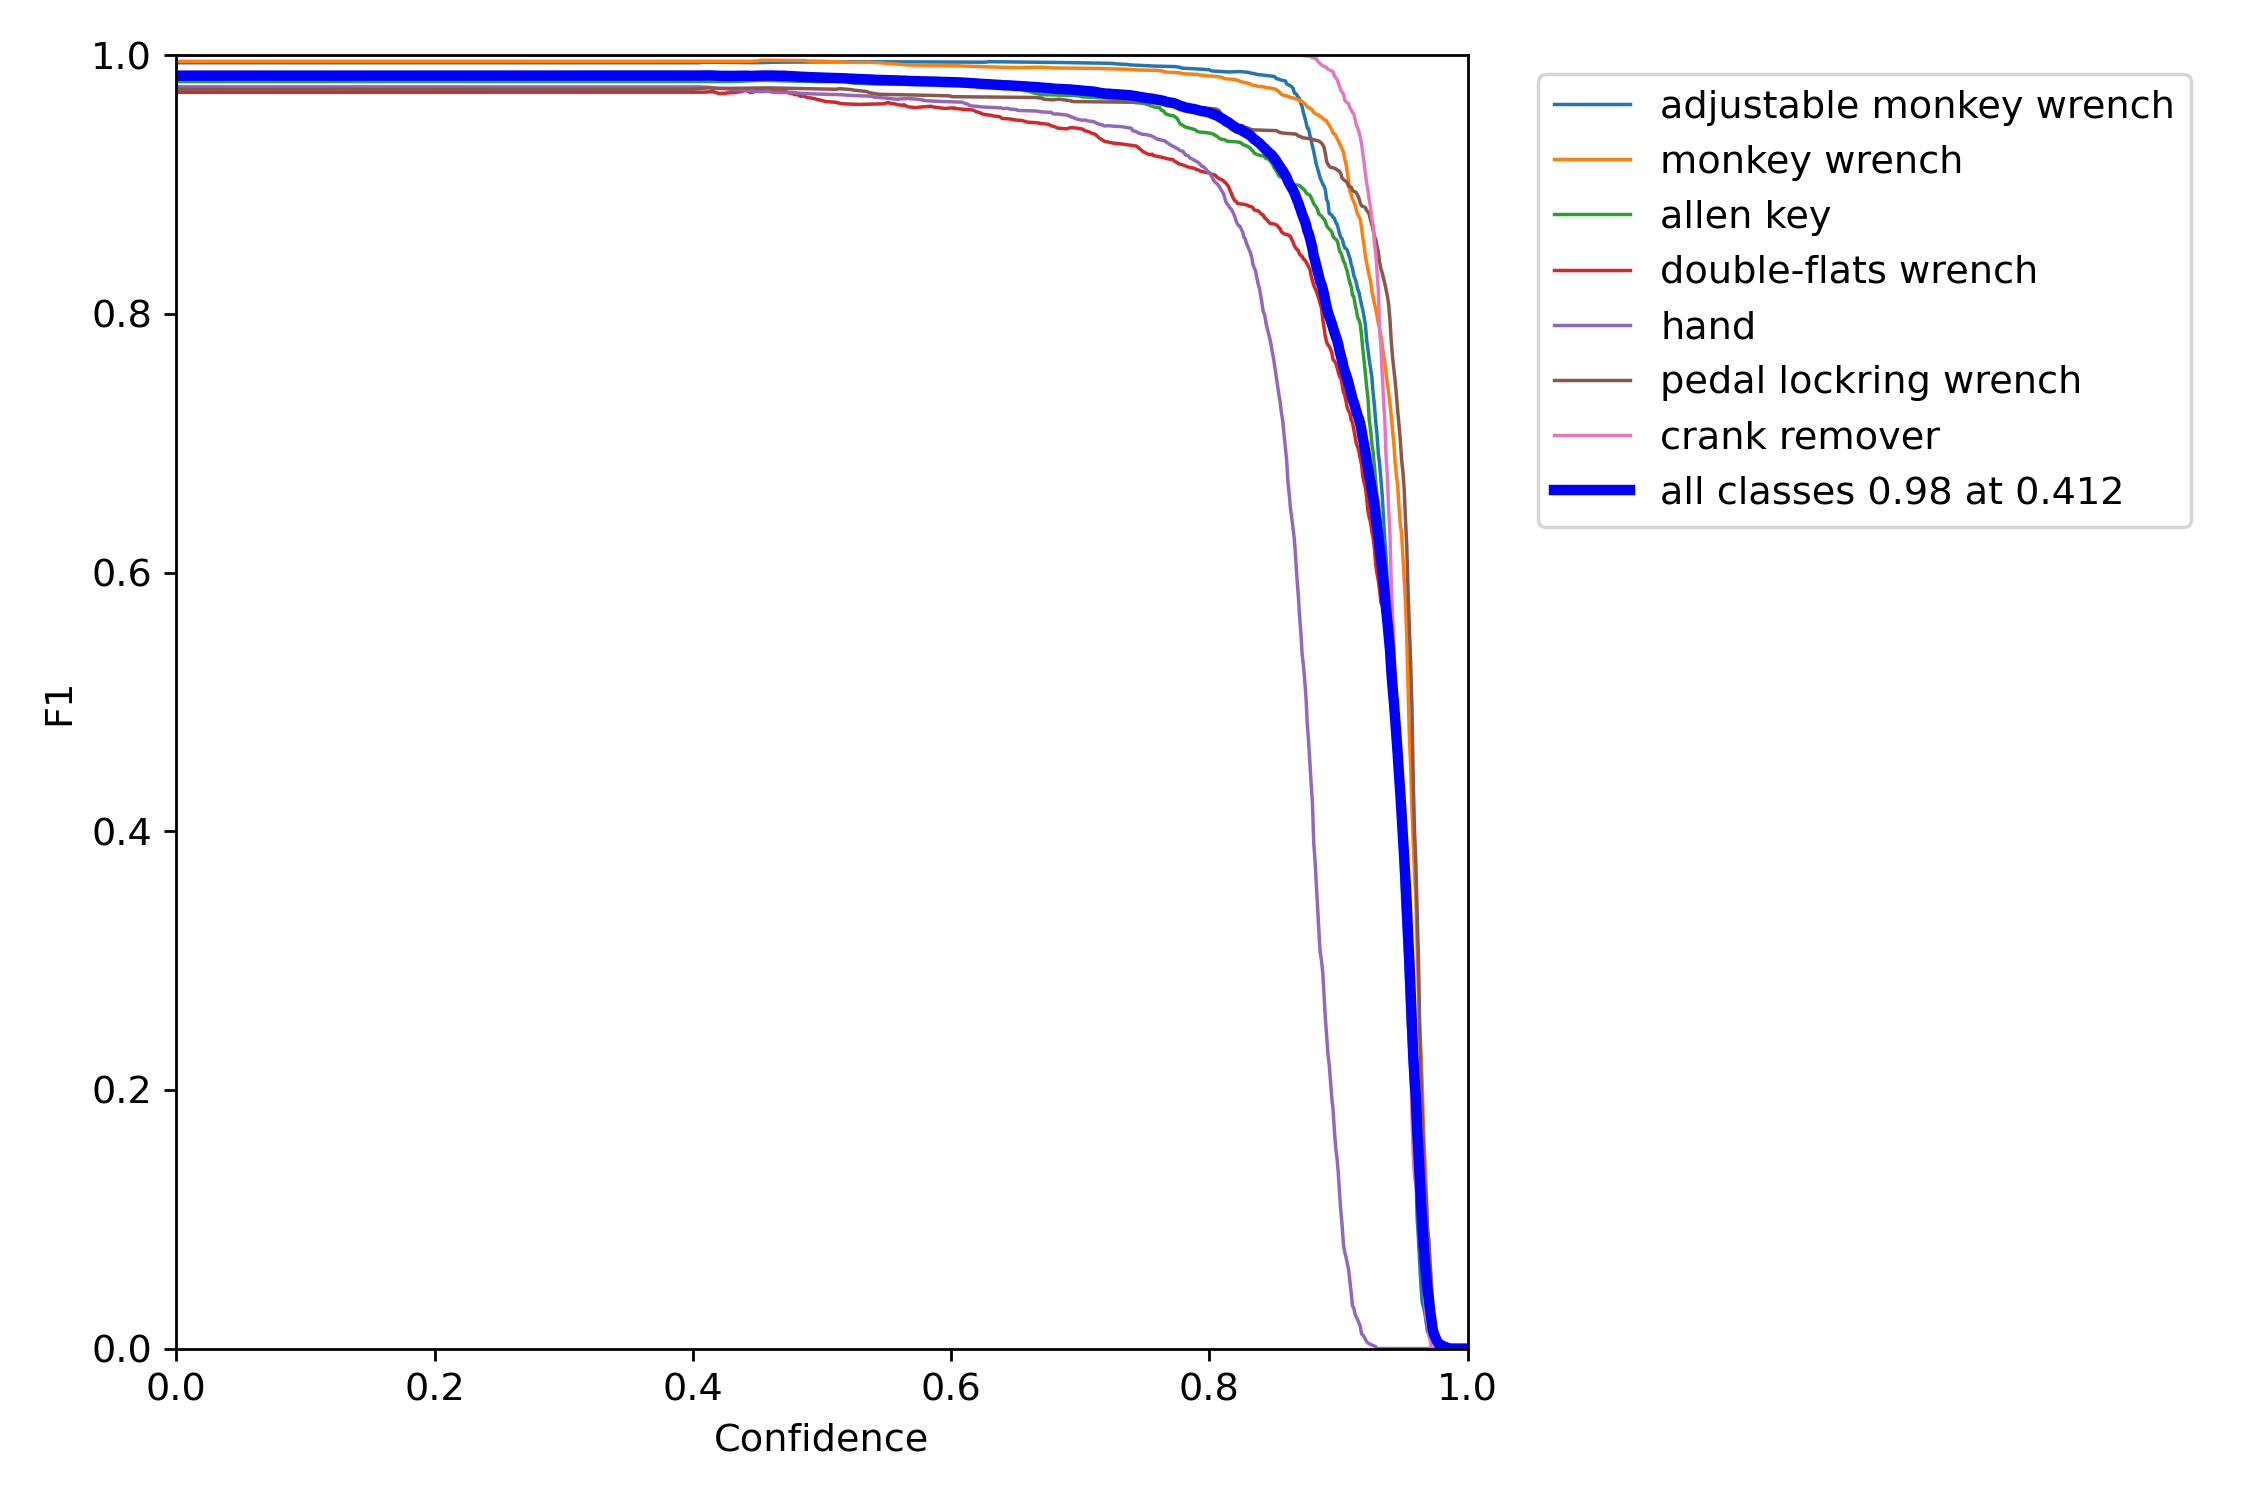 1.0
0.8
0.6
0.4
0.2
0.0
F1
0.0 0.2 0.4 0.6 0.8 1.0
Confidence
adjustable monkey wrench
monkey wrench
allen key
double-flats wrench
hand
pedal lockring wrench
crank remover
all classes 0.98 at 0.412